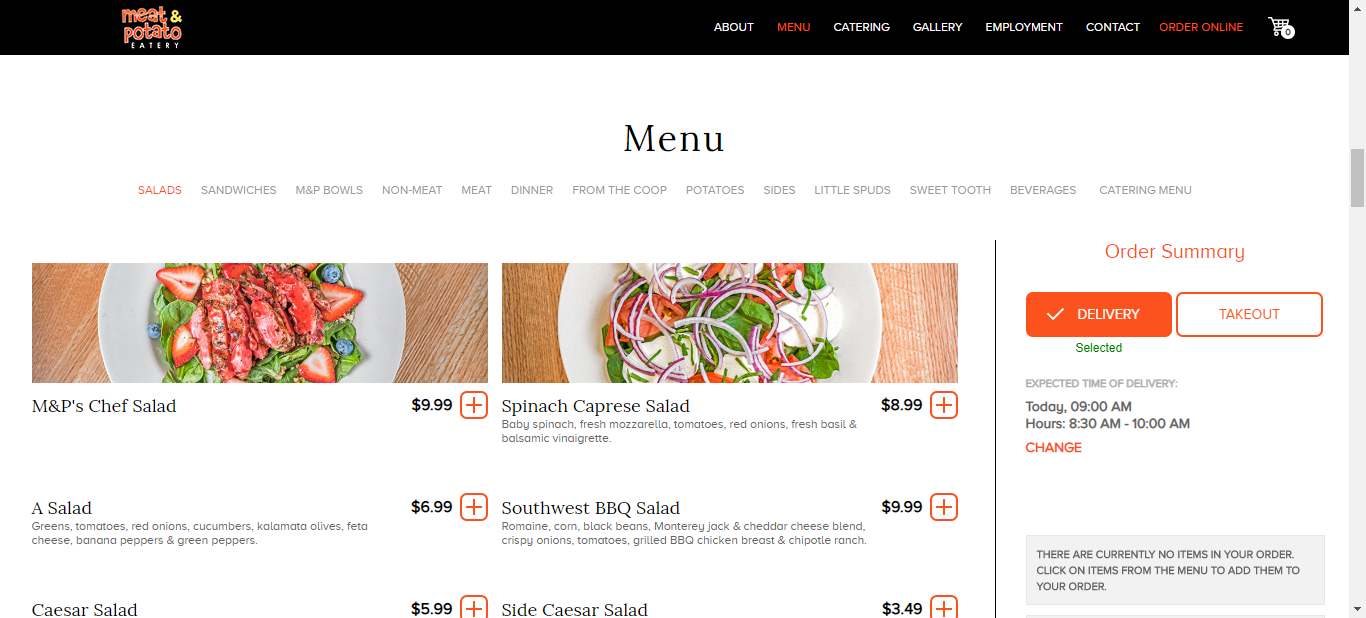 meat &
potato
EATERY
ABOUT
MENU
CATERING
GALLERY
EMPLOYMENT
CONTACT
ORDER ONLINE
0
Menu
SALADS
SANDWICHES
M&P BOWLS
NON-MEAT
MEAT
DINNER
FROM THE COOP
POTATOES
SIDES
LITTLE SPUDS
SWEET TOOTH
BEVERAGES
CATERING MENU
M&P's Chef Salad
$9.99
Spinach Caprese Salad
$8.99
Baby spinach, fresh mozzarella, tomatoes, red onions, fresh basil &
balsamic vinaigrette.
A Salad
$6.99
Greens, tomatoes, red onions, cucumbers, kalamata olives, feta
cheese, banana peppers & green peppers.
Southwest BBQ Salad
$9.99
Romaine, corn, black beans, Monterey jack & cheddar cheese blend,
crispy onions, tomatoes, grilled BBQ chicken breast & chipotle ranch.
Caesar Salad
$5.99
Side Caesar Salad
$3.49
Order Summary
DELIVERY
TAKEOUT
Selected
EXPECTED TIME OF DELIVERY:
Today, 09:00 AM
Hours: 8:30 AM - 10:00 AM
CHANGE
THERE ARE CURRENTLY NO ITEMS IN YOUR ORDER.
CLICK ON ITEMS FROM THE MENU TO ADD THEM TO
YOUR ORDER.